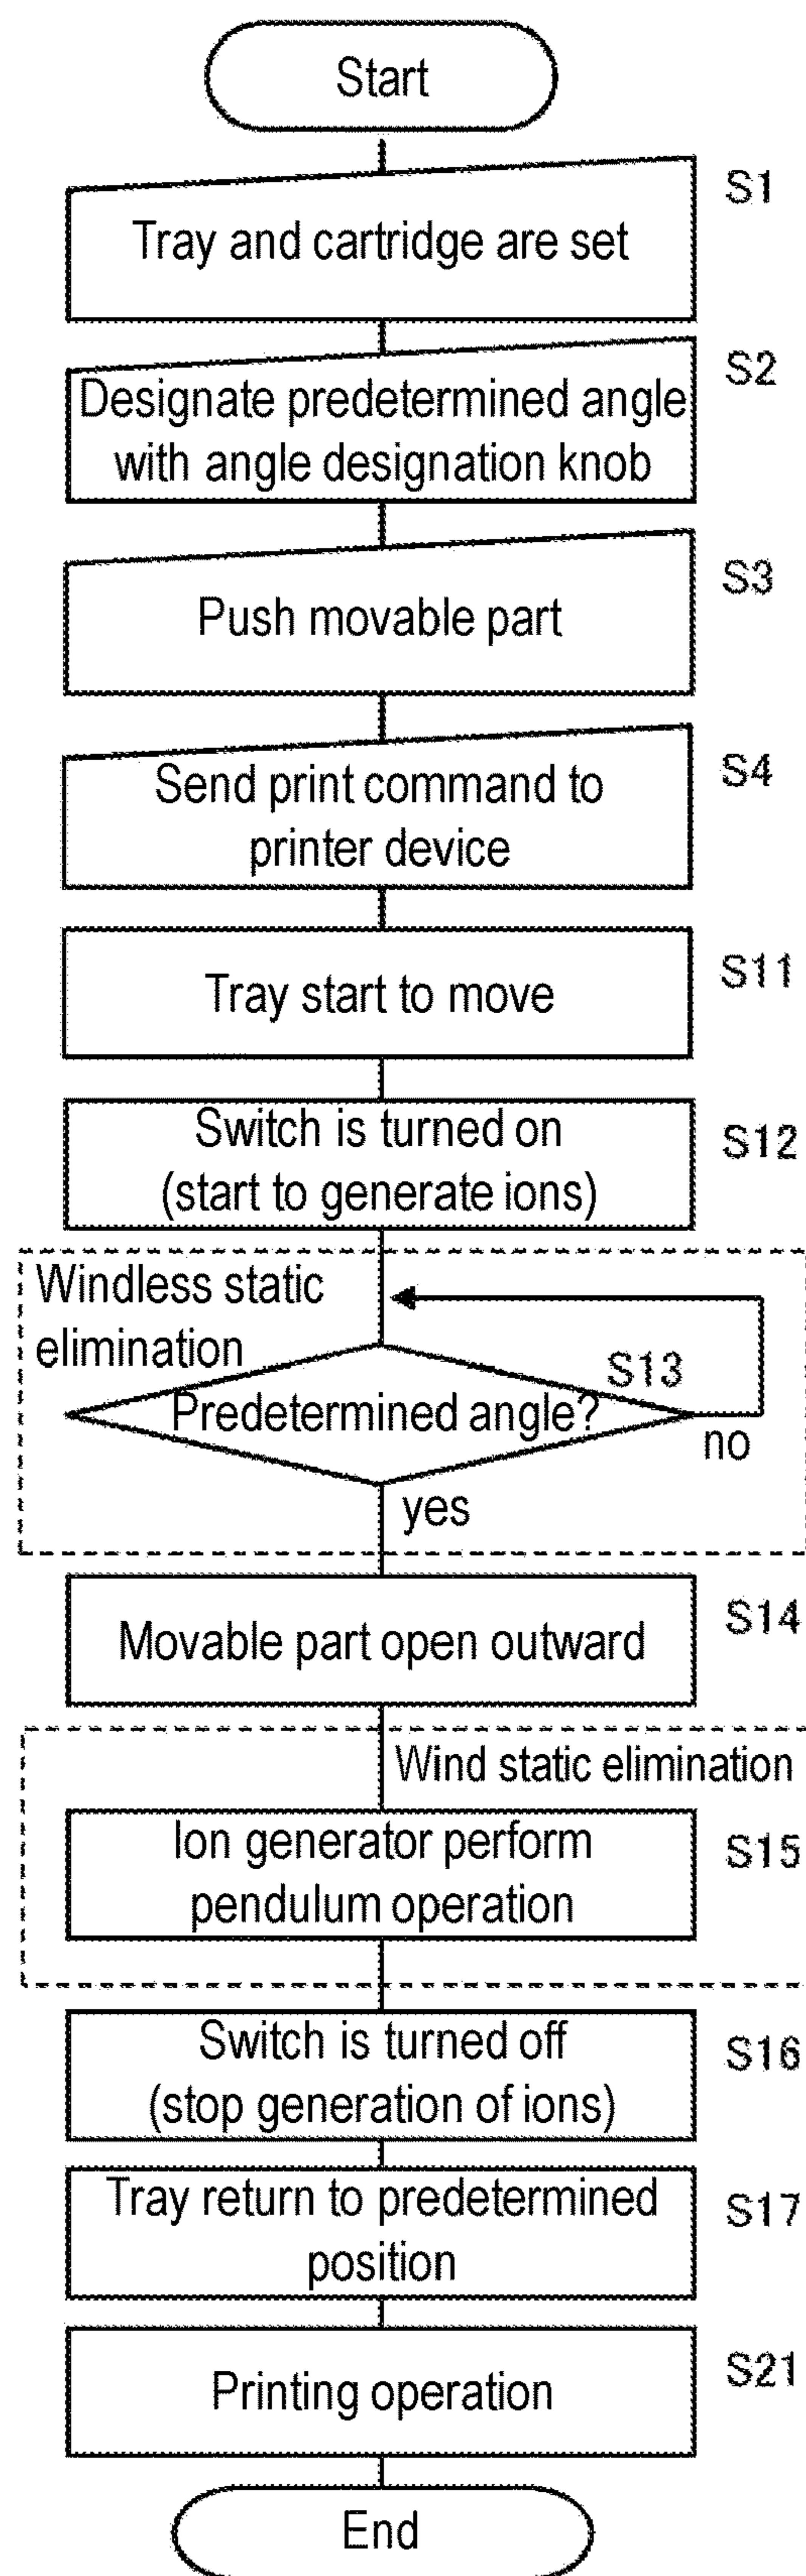 Start
S1
Tray and cartridge are set
S2
Designate predetermined angle
with angle designation knob
S3
Push movable part
S4
Send print command to
printer device
S11
Tray start to move
S12
Switch is turned on
(start to generate ions)
Windless static
elimination
S13
Predetermined angle?
no
yes
S14
Movable part open outward
Wind static elimination
S15
Ion generator perform
pendulum operation
S16
Switch is turned off
(stop generation of ions)
S17
Tray return to predetermined
position
S21
Printing operation
End